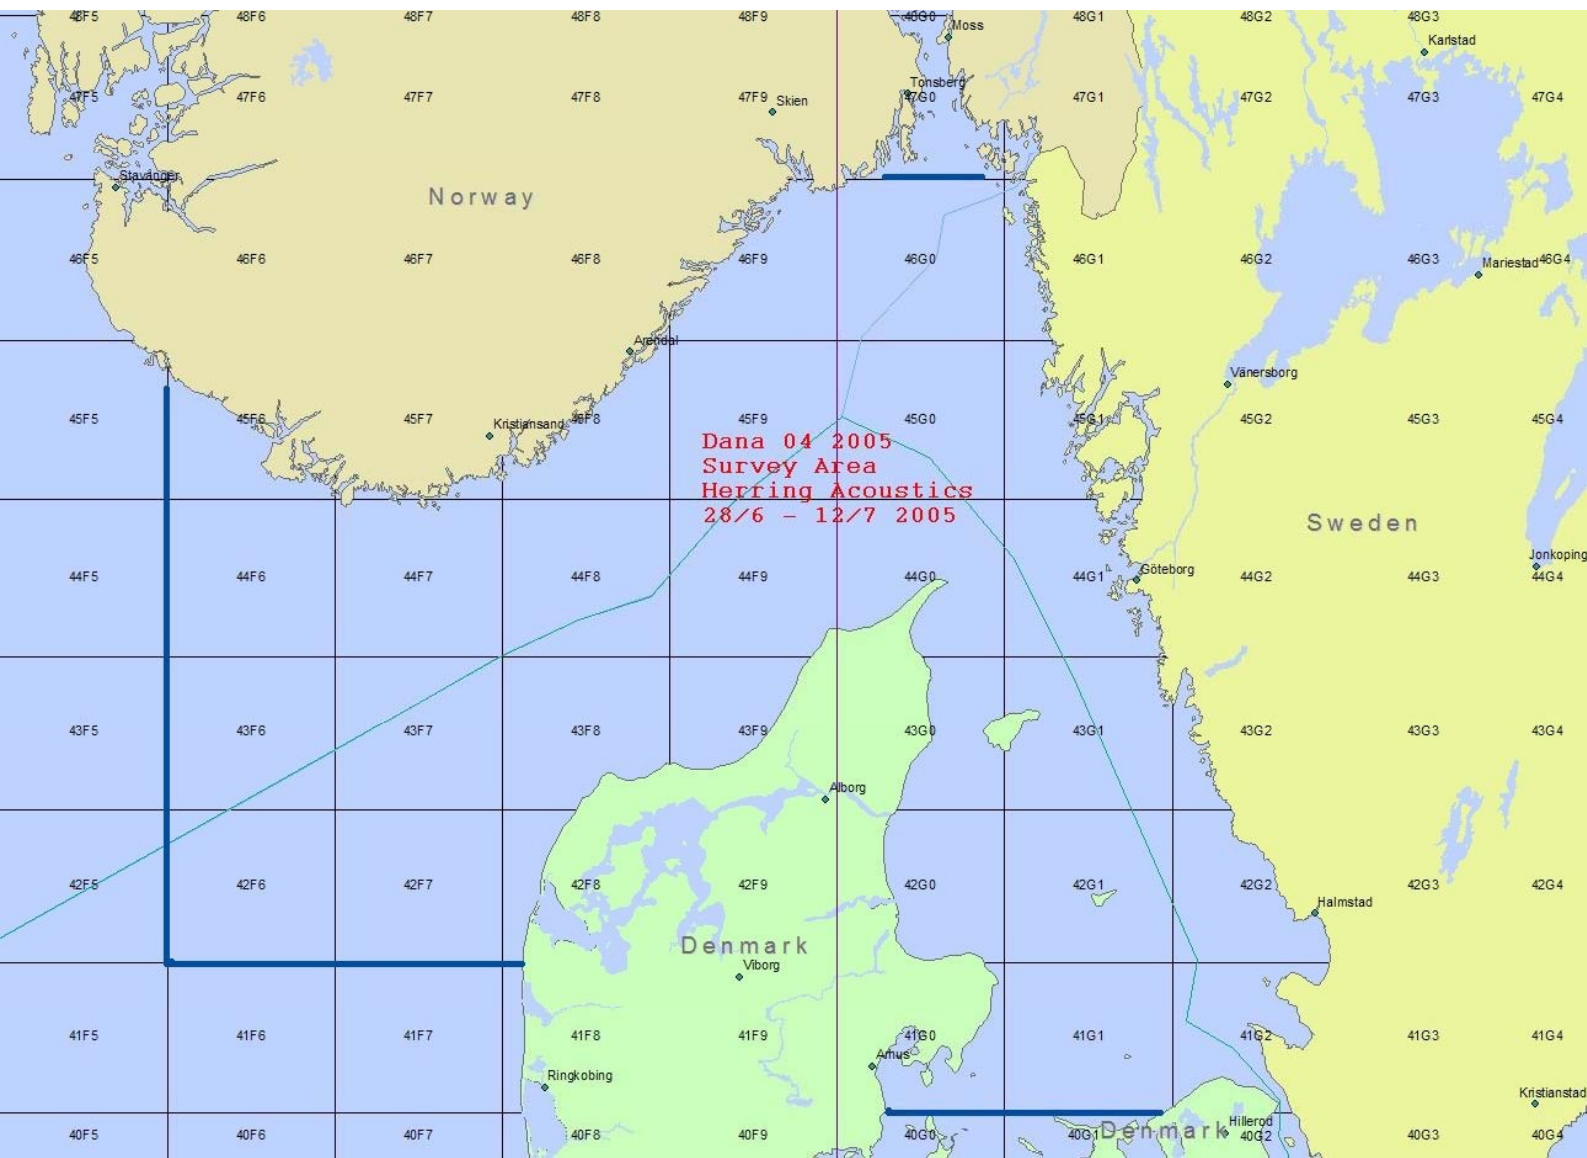 48F5 48F6 48F7 48F8 48F9 48G0 48G1 48G2 48G3
Moss
Karlstad
Tonsberg
47F5 47F6 47F7 47F8 47F9 47G0 47G1 47G2 47G3 47G4
Skien
Stavanger
Norway
46F5 46F6 46F7 46F8 46F9 46G0 46G1 46G2 46G3 46G4
Mariestad
Arendal
Vänersborg
45F5 45F6 45F7 45F8 45F9 45G0 45G1 45G2 45G3 45G4
Kristiansand
Dana 04 2005
Survey Area
Herring Acoustics
28/6 - 12/7 2005
Sweden
Jonkoping
Göteborg
44F5 44F6 44F7 44F8 44F9 44G0 44G1 44G2 44G3 44G4
43F5 43F6 43F7 43F8 43F9 43G0 43G1 43G2 43G3 43G4
Alborg
42F5 42F6 42F7 42F8 42F9 42G0 42G1 42G2 42G3 42G4
Halmstad
Denmark
Viborg
41F5 41F6 41F7 41F8 41F9 41G0 41G1 41G2 41G3 41G4
Arhus
Ringkobing
Kristianstad
Hillerod
Denmark
40F5 40F6 40F7 40F8 40F9 40G0 40G1 40G2 40G3 40G4